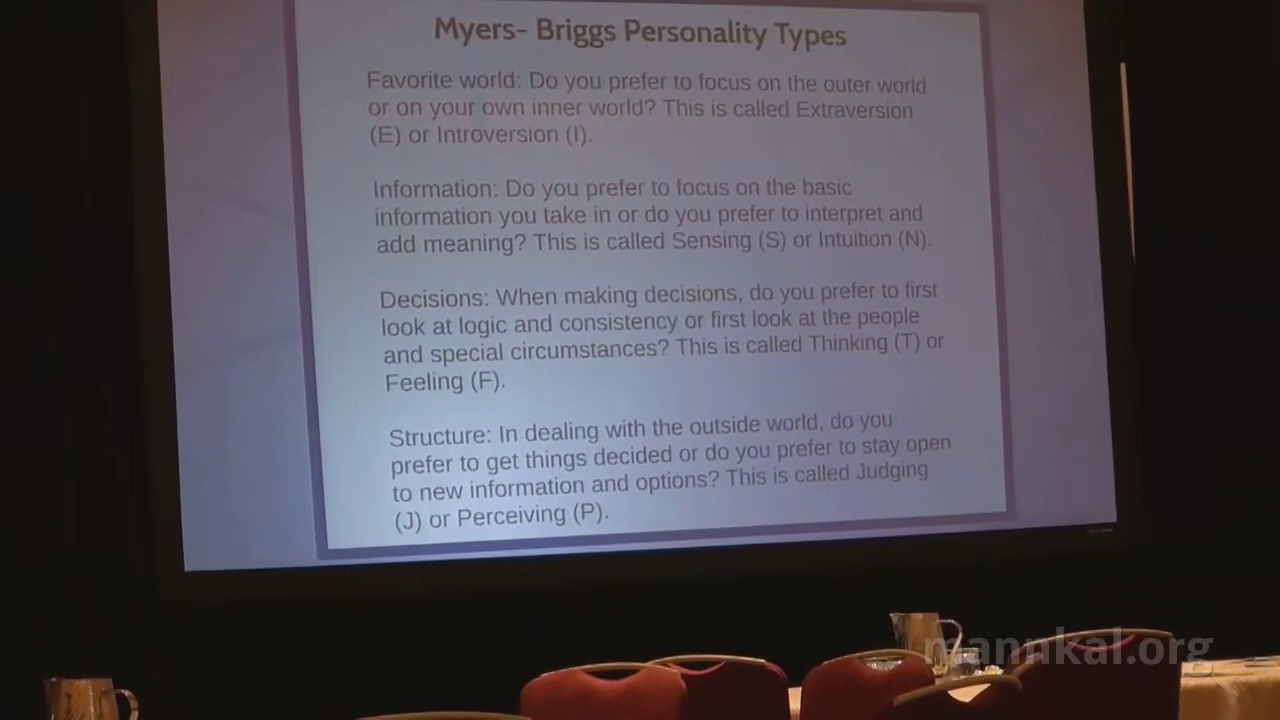 Myers- Briggs Personality Types
Favorite world: Do you prefer to focus on the outer world
or on your own inner world? This is called Extraversion
(E) or Introversion (I).
Information: Do you prefer to focus on the basic
information you take in or do you prefer to interpret and
add meaning? This is called Sensing (S) or Intuition (N).
Decisions: When making decisions, do you prefer to first
look at logic and consistency or first look at the people
and special circumstances? This is called Thinking (T) or
Feeling (F).
Structure: In dealing with the outside world, do you
prefer to get things decided or do you prefer to stay open
to new information and options? This is called Judging
(J) or Perceiving (P).
mannkal.org